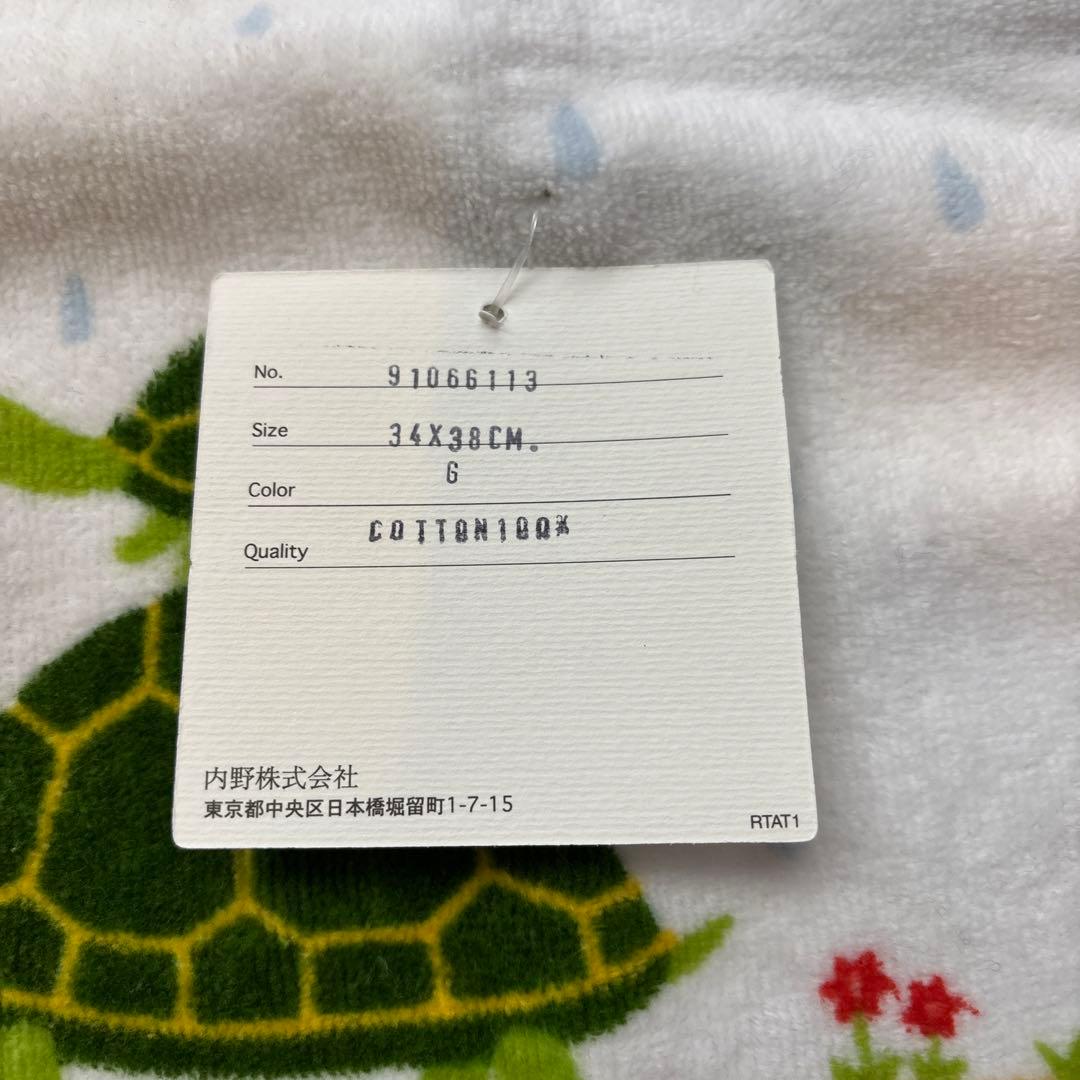 No. 91066113
Size 34X38CM.
Color G
Quality COTTON100%
内野株式会社
東京都中央区日本橋堀留町1-7-15
RTAT1